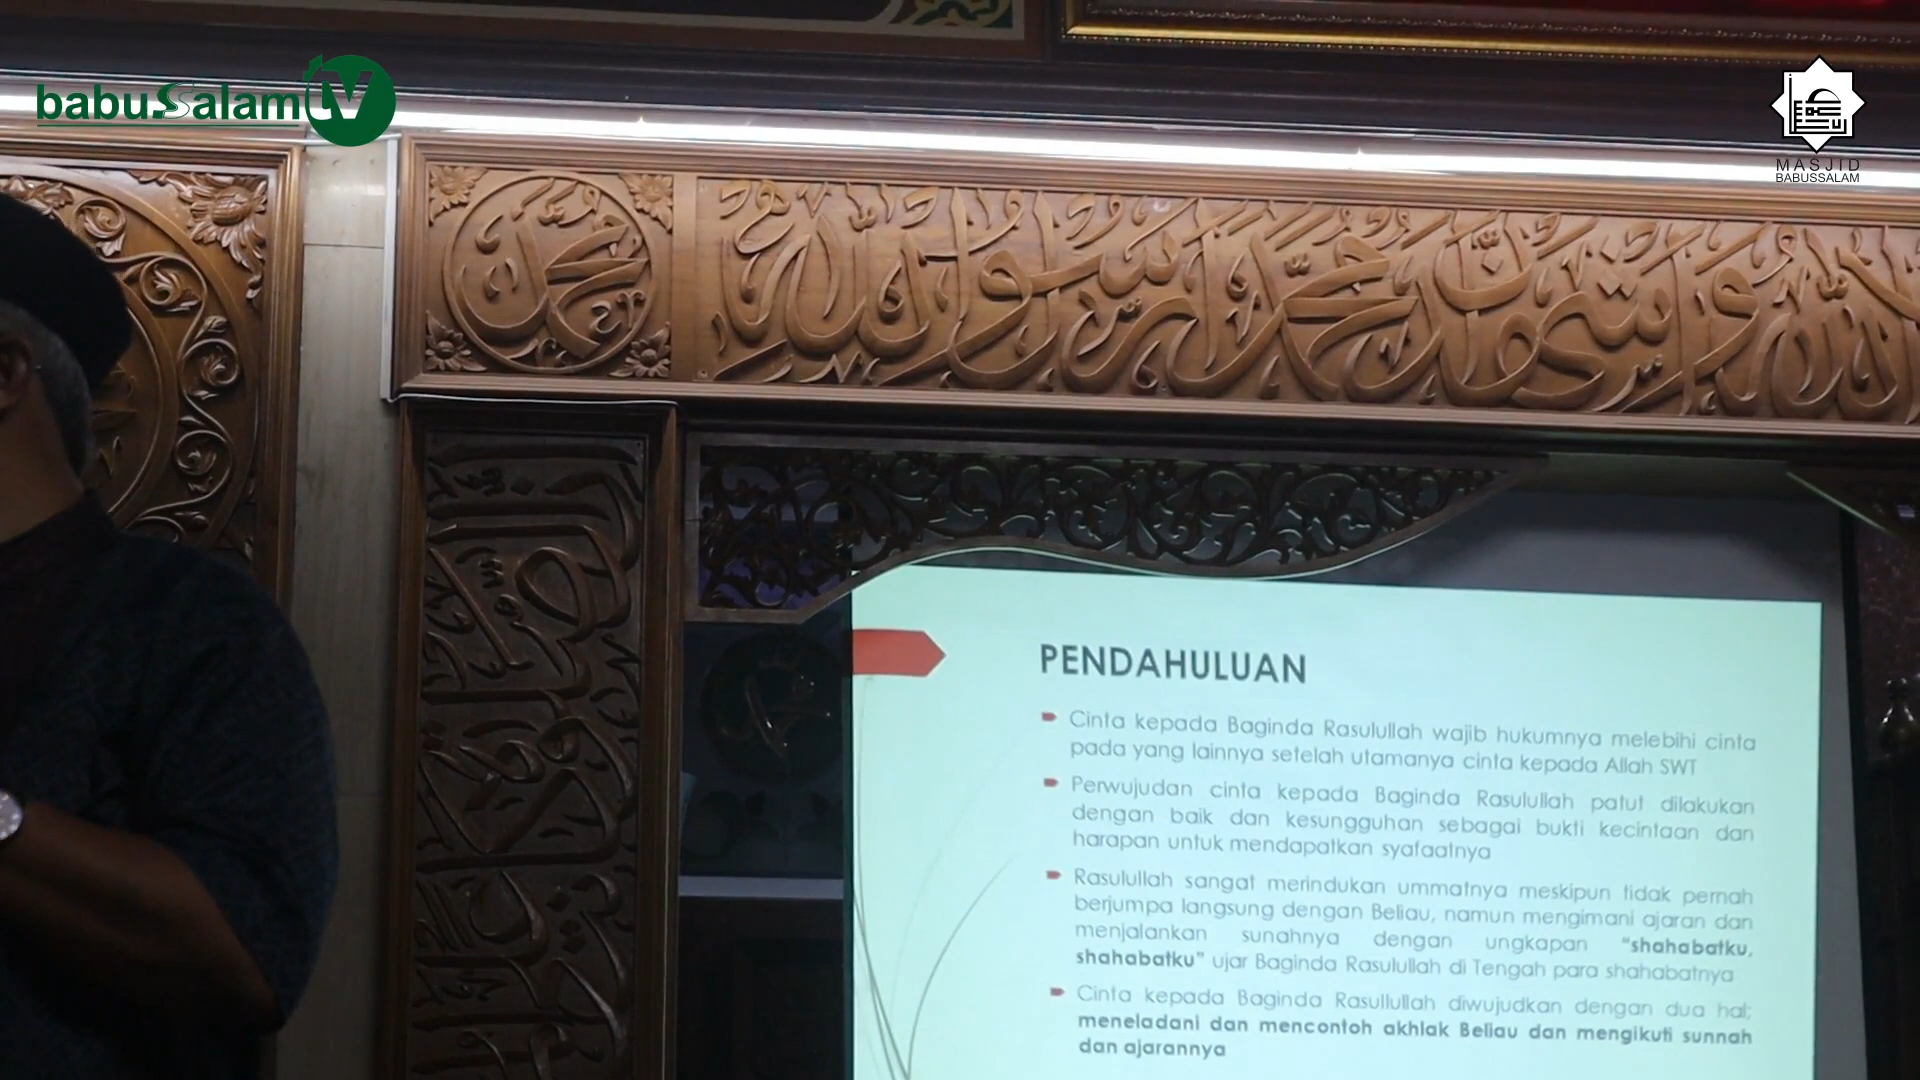 babussalam tv
MASJID
BABUSSALAM
محمد
الله وأشهد أن محمدا رسول الله
PENDAHULUAN
Cinta kepada Baginda Rasulullah wajib hukumnya melebihi cinta
pada yang lainnya setelah utamanya cinta kepada Allah SWT
Perwujudan cinta kepada Baginda Rasulullah patut dilakukan
dengan baik dan kesungguhan sebagai bukti kecintaan dan
harapan untuk mendapatkan syafaatnya
Rasulullah sangat merindukan ummatnya meskipun tidak pernah
berjumpa langsung dengan Beliau, namun mengimani ajaran dan
menjalankan sunahnya dengan ungkapan "shahabatku,
shahabatku" ujar Baginda Rasulullah di Tengah para shahabatnya
Cinta kepada Baginda Rasullullah diwujudkan dengan dua hal;
meneladani dan mencontoh akhlak Beliau dan mengikuti sunnah
dan ajarannya